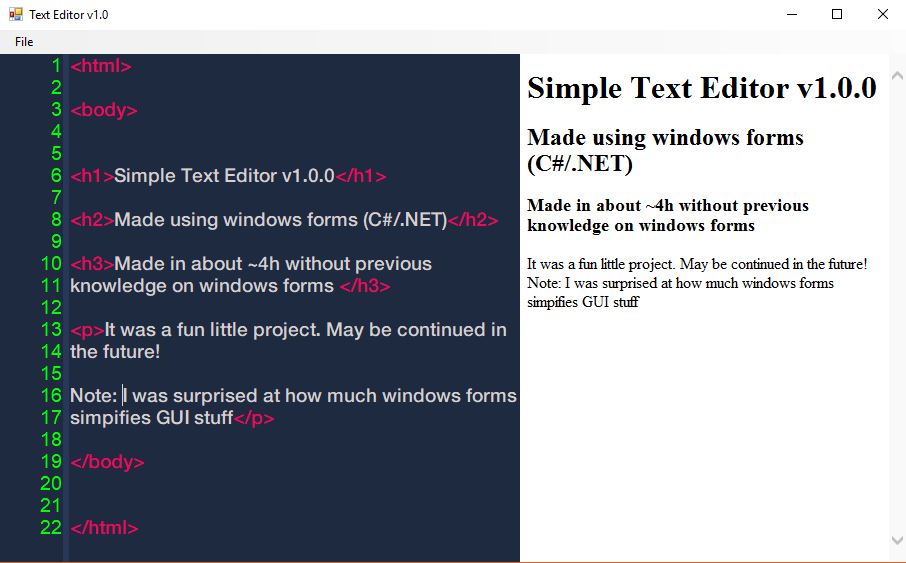 Text Editor v1.0
File
1 <html>
2
3 <body>
4
5
6 <h1>Simple Text Editor v1.0.0</h1>
7
8 <h2>Made using windows forms (C#/.NET)</h2>
9
10 <h3>Made in about ~4h without previous
11 knowledge on windows forms </h3>
12
13 <p>It was a fun little project. May be continued in
14 the future!
15
16 Note: I was surprised at how much windows forms
17 simpifies GUI stuff</p>
18
19 </body>
20
21
22 </html>
Simple Text Editor v1.0.0
Made using windows forms
(C#/.NET)
Made in about ~4h without previous
knowledge on windows forms
It was a fun little project. May be continued in the future!
Note: I was surprised at how much windows forms
simpifies GUI stuff